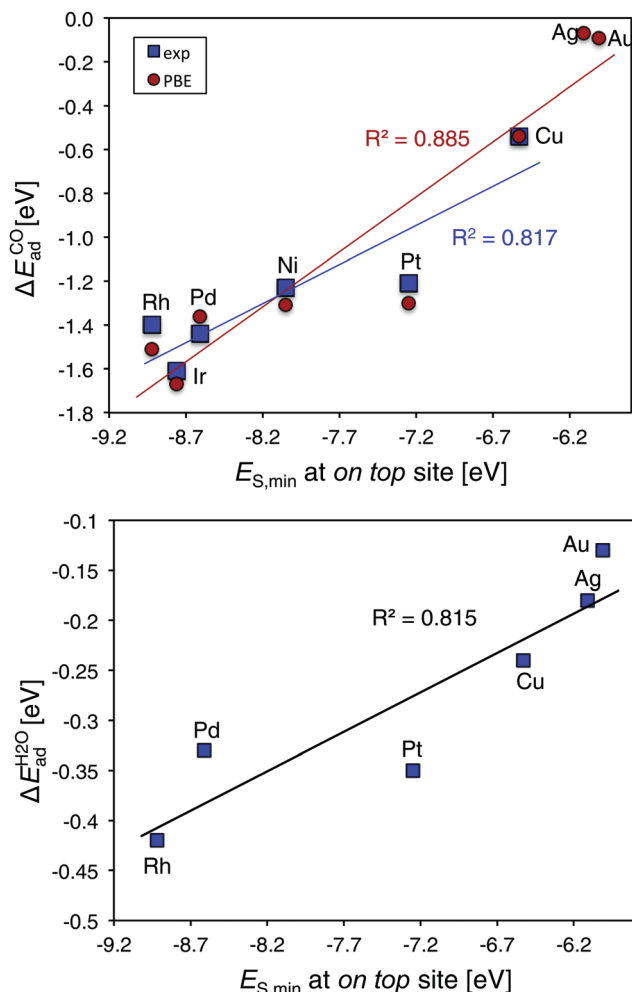 0.0
-0.2
-0.4
-0.6
-0.8
-1.0
-1.2
-1.4
-1.6
-1.8
ΔE_ad^CO [eV]
exp
PBE
Ag
Au
R² = 0.885
Cu
R² = 0.817
Ni
Pt
Rh
Pd
Ir
-9.2 -8.7 -8.2 -7.7 -7.2 -6.7 -6.2
E_S,min at on top site [eV]
-0.1
-0.15
-0.2
-0.25
-0.3
-0.35
-0.4
-0.45
-0.5
ΔE_ad^H2O [eV]
Au
Ag
R² = 0.815
Cu
Pd
Pt
Rh
-9.2 -8.7 -8.2 -7.7 -7.2 -6.7 -6.2
E_S,min at on top site [eV]